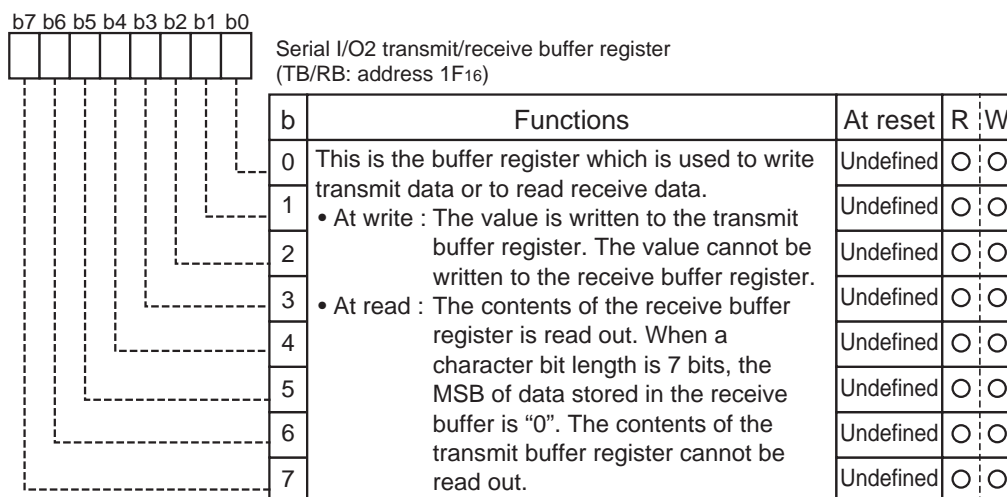 b7 b6 b5 b4 b3 b2 b1 b0
Serial I/O2 transmit/receive buffer register
(TB/RB: address 1F16)
b Functions At reset R W
0 This is the buffer register which is used to write Undefined ○ ○
transmit data or to read receive data.
1 • At write : The value is written to the transmit Undefined ○ ○
2 buffer register. The value cannot be Undefined ○ ○
written to the receive buffer register.
3 • At read : The contents of the receive buffer Undefined ○ ○
4 register is read out. When a Undefined ○ ○
character bit length is 7 bits, the
5 MSB of data stored in the receive Undefined ○ ○
6 buffer is “0”. The contents of the Undefined ○ ○
transmit buffer register cannot be
7 read out. Undefined ○ ○